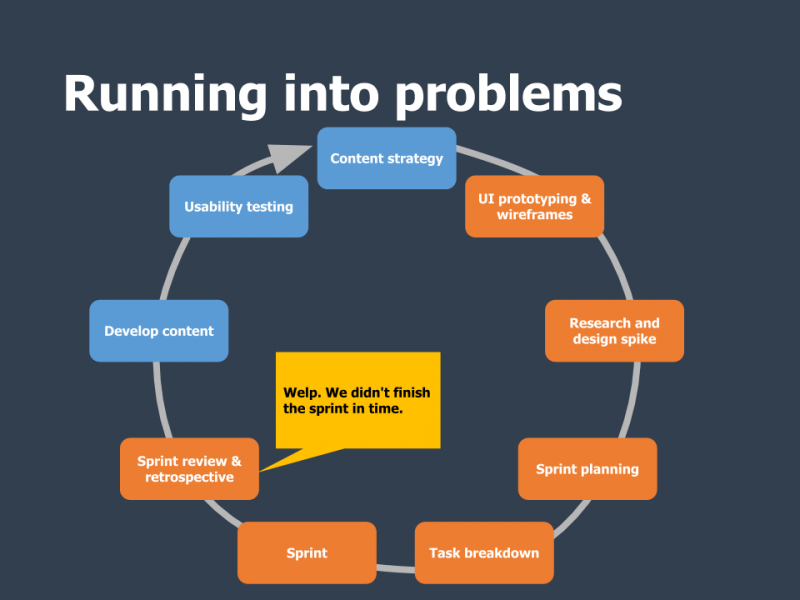 Running into problems
Content strategy
UI prototyping &
wireframes
Research and
design spike
Sprint planning
Task breakdown
Sprint
Sprint review &
retrospective
Welp. We didn't finish
the sprint in time.
Develop content
Usability testing